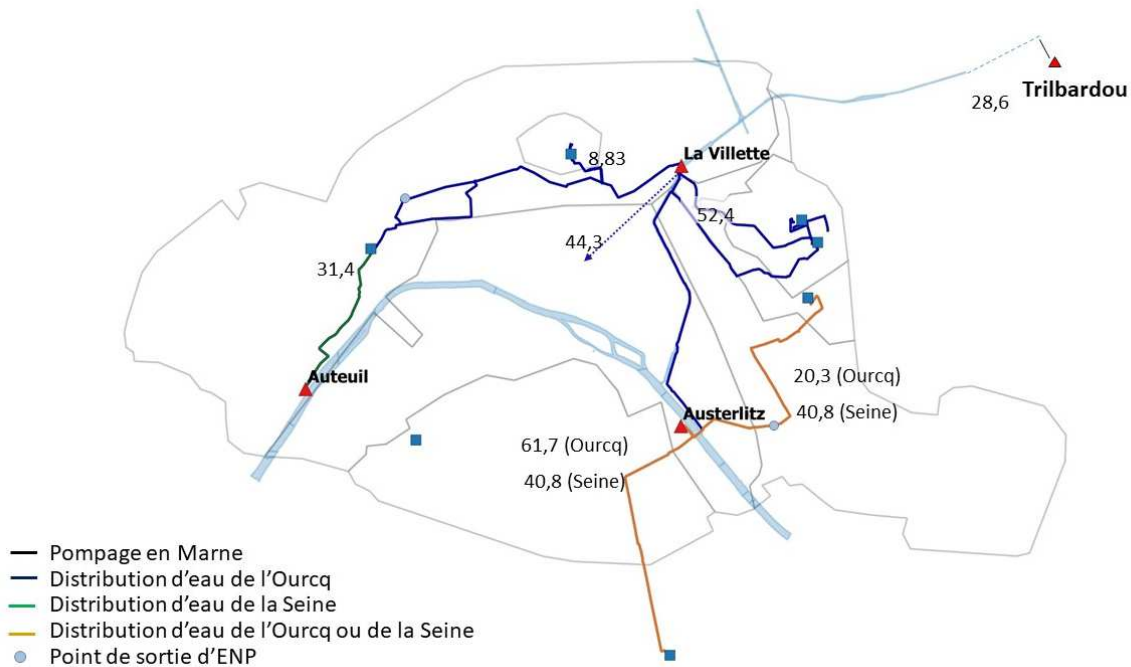 Trilbardou
28,6
La Villette
8,83
52,4
44,3
31,4
Auteuil
20,3 (Ourcq)
Austerlitz
40,8 (Seine)
61,7 (Ourcq)
40,8 (Seine)
Pompage en Marne
Distribution d’eau de l’Ourcq
Distribution d’eau de la Seine
Distribution d’eau de l’Ourcq ou de la Seine
Point de sortie d’ENP